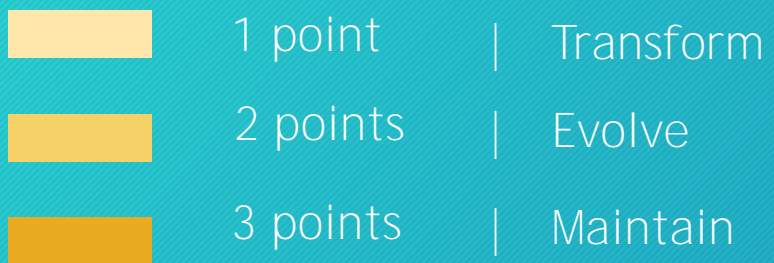 1 point | Transform
2 points | Evolve
3 points | Maintain